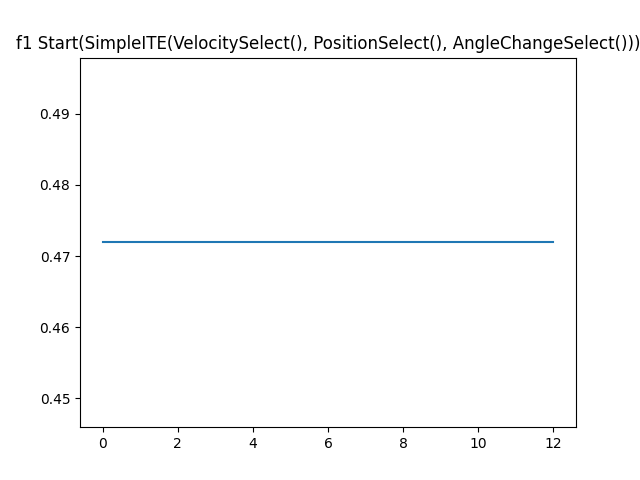 f1 Start(SimpleITE(VelocitySelect(), PositionSelect(), AngleChangeSelect()))
0.49
0.48
0.47
0.46
0.45
0 2 4 6 8 10 12